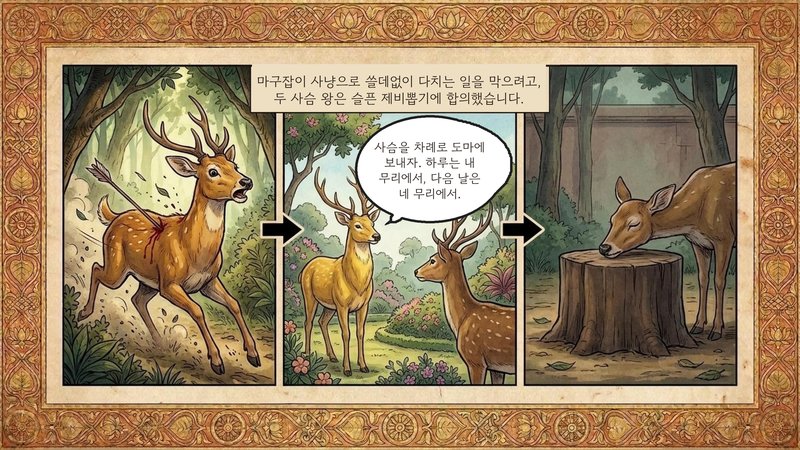 마구잡이 사냥으로 쓸데없이 다치는 일을 막으려고,
두 사슴 왕은 슬픈 제비뽑기에 합의했습니다.
사슴을 차례로 도마에
보내자. 하루는 내
무리에서, 다음 날은
네 무리에서.